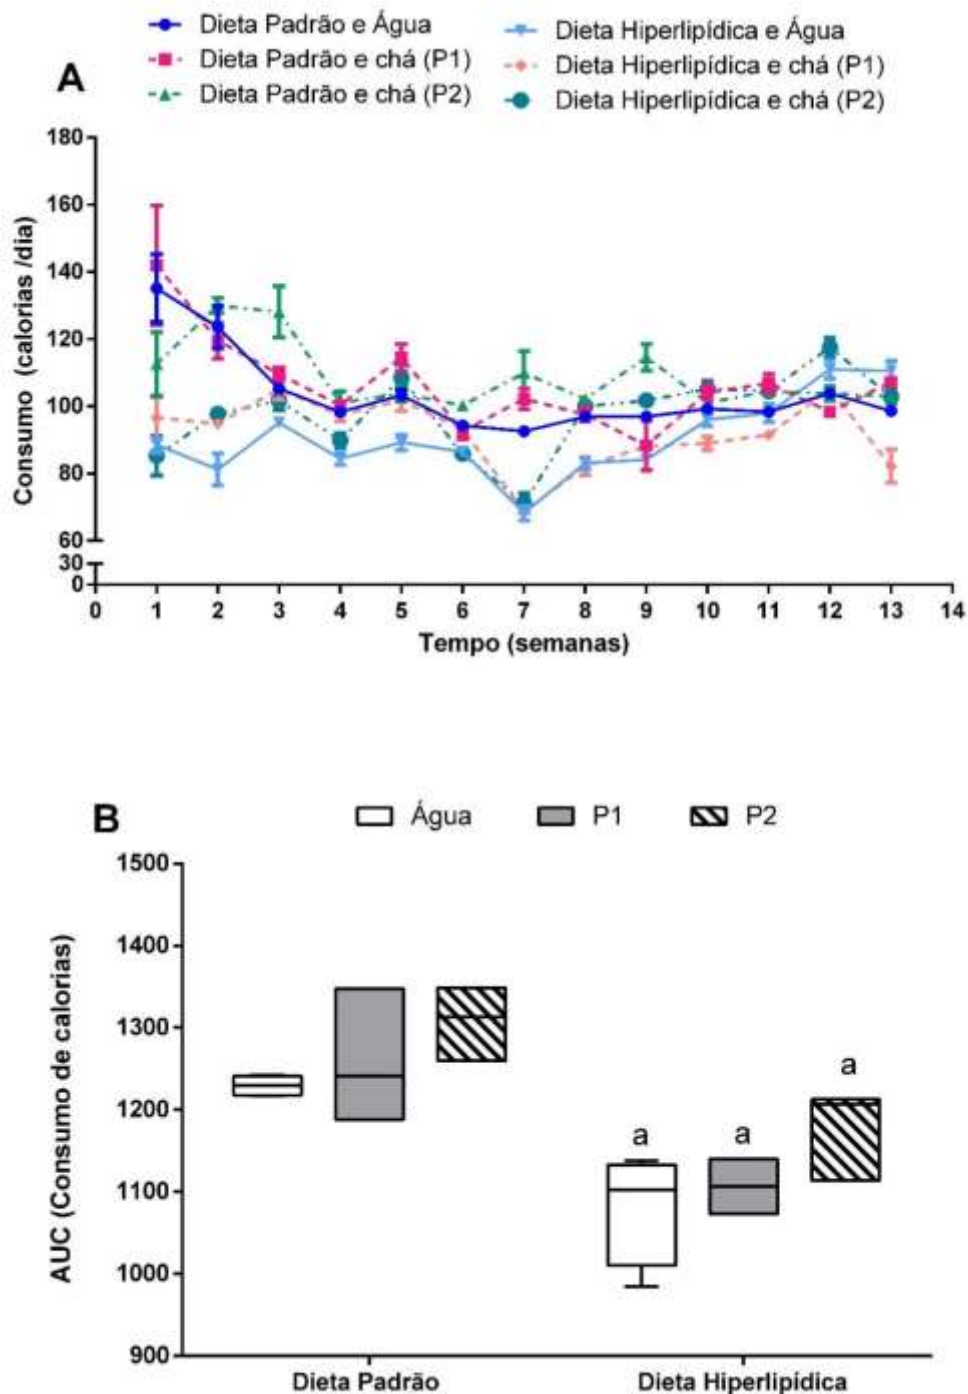 A
Dieta Padrão e Água
Dieta Padrão e chá (P1)
Dieta Padrão e chá (P2)
Dieta Hiperlipídica e Água
Dieta Hiperlipídica e chá (P1)
Dieta Hiperlipídica e chá (P2)
Consumo (calorias /dia)
180
160
140
120
100
80
60
30
0
0 1 2 3 4 5 6 7 8 9 10 11 12 13 14
Tempo (semanas)
B
Água P1 P2
AUC (Consumo de calorias)
1500
1400
1300
1200
1100
1000
900
a a a
Dieta Padrão Dieta Hiperlipídica